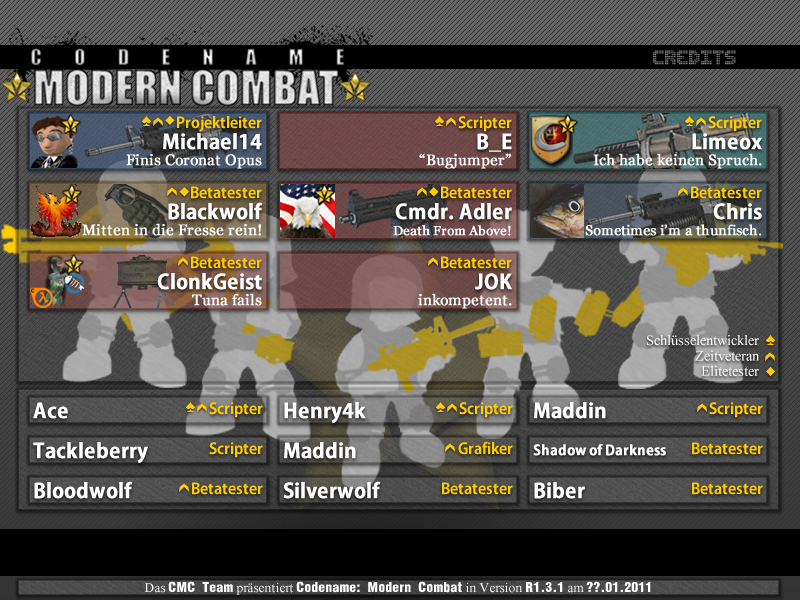 CODENAME
MODERN COMBAT
CREDITS
♠︿◆Projektleiter
Michael14
Finis Coronat Opus
♠︿Scripter
B_E
“Bugjumper”
♠︿Scripter
Limeox
Ich habe keinen Spruch.
︿◆Betatester
Blackwolf
Mitten in die Fresse rein!
︿◆Betatester
Cmdr. Adler
Death From Above!
︿Betatester
Chris
Sometimes i'm a thunfisch.
︿Betatester
ClonkGeist
Tuna fails
︿Betatester
JOK
inkompetent.
Schlüsselentwickler ♠
Zeitveteran ︿
Elitetester ◆
Ace ♠︿Scripter
Henry4k ♠︿Scripter
Maddin ︿Scripter
Tackleberry Scripter
Maddin ︿Grafiker
Shadow of Darkness Betatester
Bloodwolf ︿Betatester
Silverwolf Betatester
Biber Betatester
Das CMC Team präsentiert Codename: Modern Combat in Version R1.3.1 am ??.01.2011